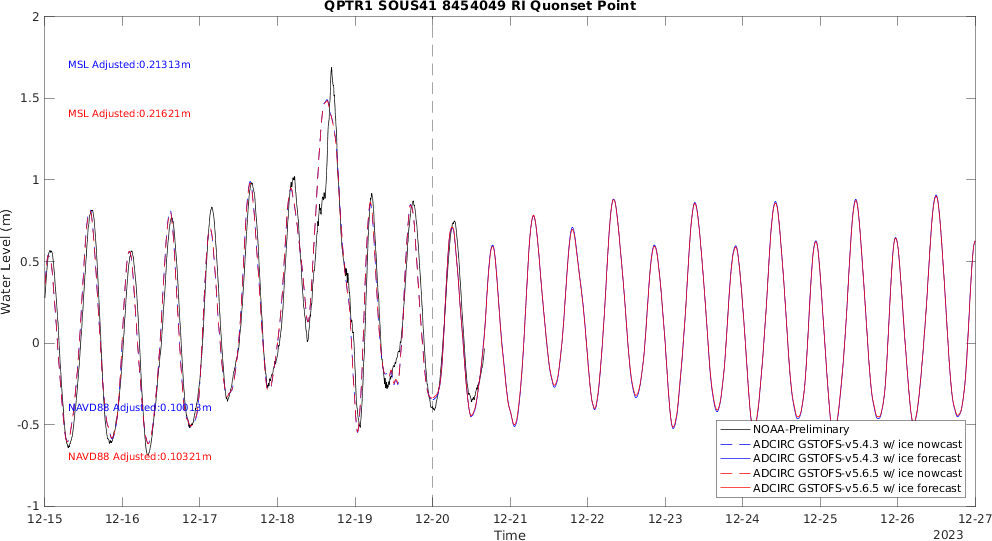 QPTR1 SOUS41 8454049 RI Quonset Point
2
1.5
1
0.5
0
-0.5
-1
Water Level (m)
MSL Adjusted:0.21313m
MSL Adjusted:0.21621m
NAVD88 Adjusted:0.10013m
NAVD88 Adjusted:0.10321m
NOAA-Preliminary
ADCIRC GSTOFS-v5.4.3 w/ ice nowcast
ADCIRC GSTOFS-v5.4.3 w/ ice forecast
ADCIRC GSTOFS-v5.6.5 w/ ice nowcast
ADCIRC GSTOFS-v5.6.5 w/ ice forecast
12-15 12-16 12-17 12-18 12-19 12-20 12-21 12-22 12-23 12-24 12-25 12-26 12-27
Time
2023